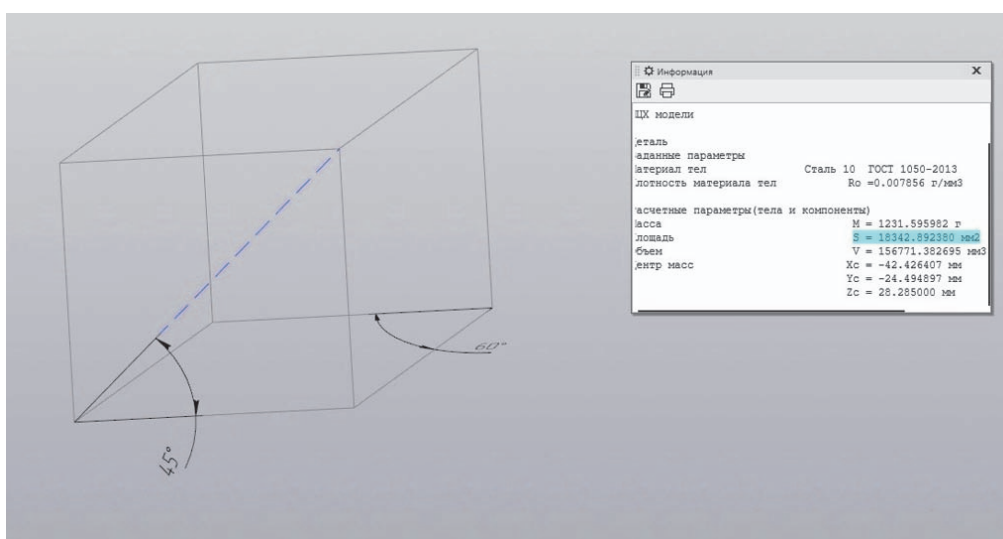 Информация
ЦХ модели
еталь
аданные параметры
атериал тел Сталь 10 ГОСТ 1050-2013
лотность материала тел Ro =0.007856 г/мм3
асчетные параметры(тела и компоненты)
асса M = 1231.595982 г
лощадь S = 18342.892380 мм2
бъем V = 156771.382695 мм3
ентр масс Xc = -42.426407 мм
Yc = -24.494897 мм
Zc = 28.285000 мм
60°
45°